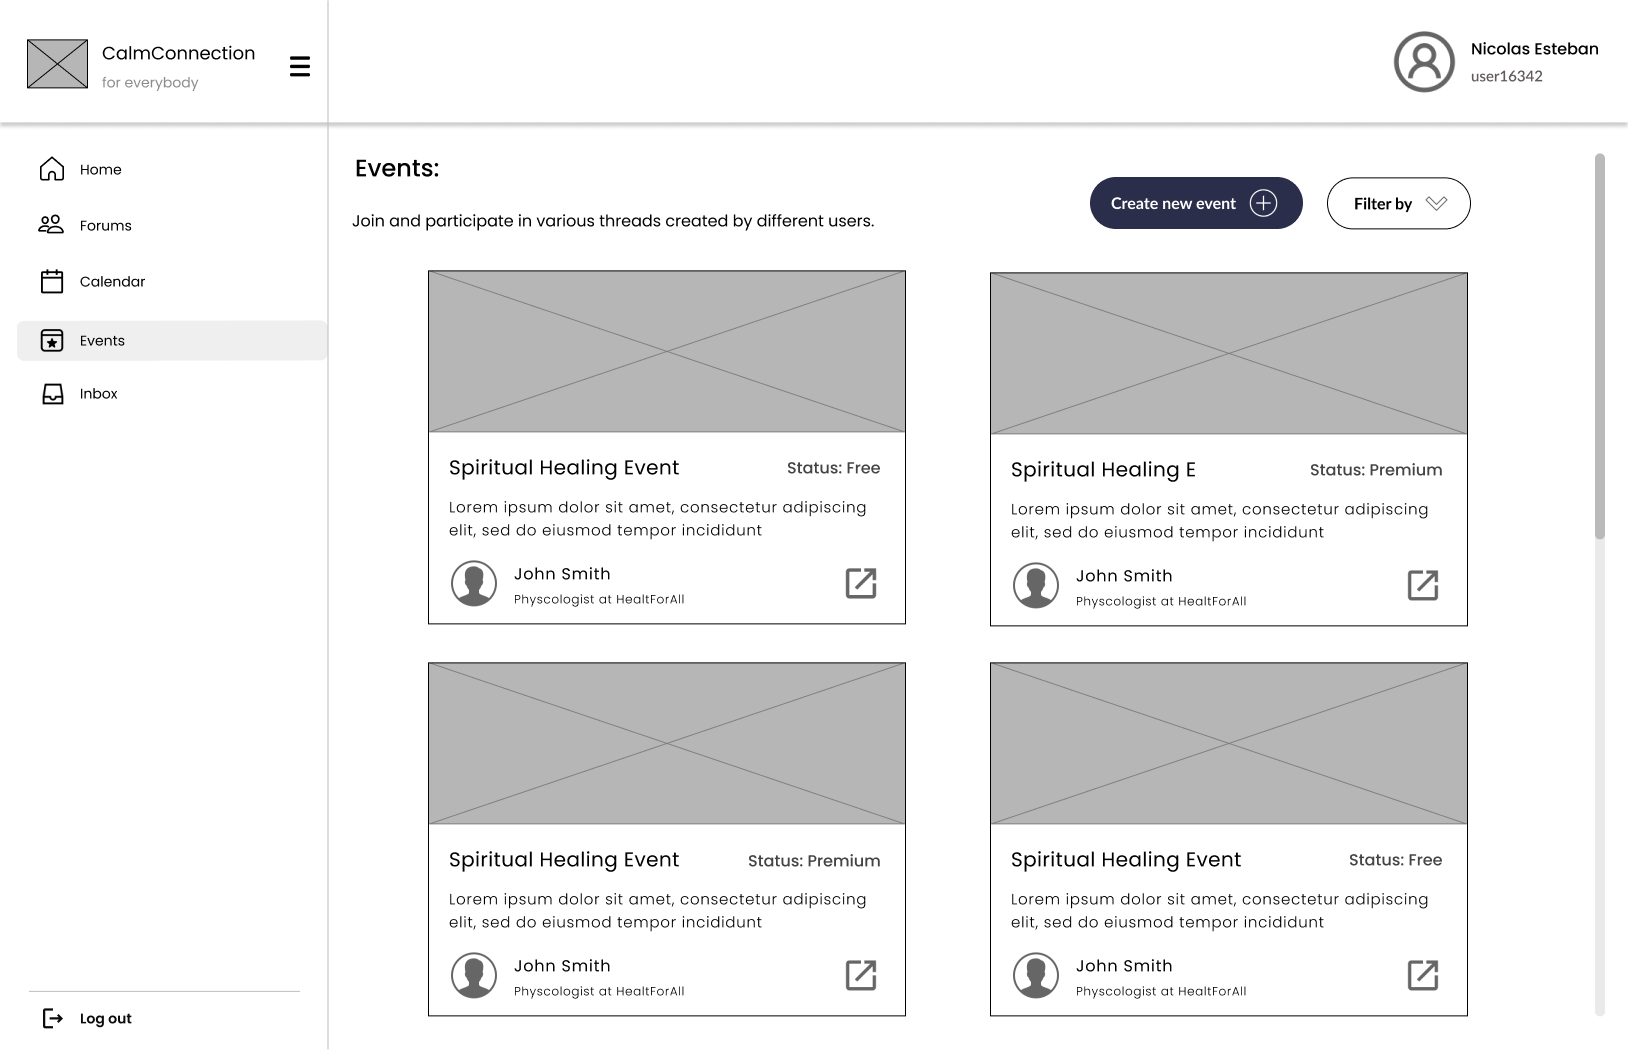 CalmConnection
for everybody
Nicolas Esteban
user16342
Home
Forums
Calendar
Events
Inbox
Log out
Events:
Join and participate in various threads created by different users.
Create new event
Filter by
Spiritual Healing Event
Status: Free
Lorem ipsum dolor sit amet, consectetur adipiscing
elit, sed do eiusmod tempor incididunt
John Smith
Physcologist at HealtForAll
Spiritual Healing E
Status: Premium
Lorem ipsum dolor sit amet, consectetur adipiscing
elit, sed do eiusmod tempor incididunt
John Smith
Physcologist at HealtForAll
Spiritual Healing Event
Status: Premium
Lorem ipsum dolor sit amet, consectetur adipiscing
elit, sed do eiusmod tempor incididunt
John Smith
Physcologist at HealtForAll
Spiritual Healing Event
Status: Free
Lorem ipsum dolor sit amet, consectetur adipiscing
elit, sed do eiusmod tempor incididunt
John Smith
Physcologist at HealtForAll